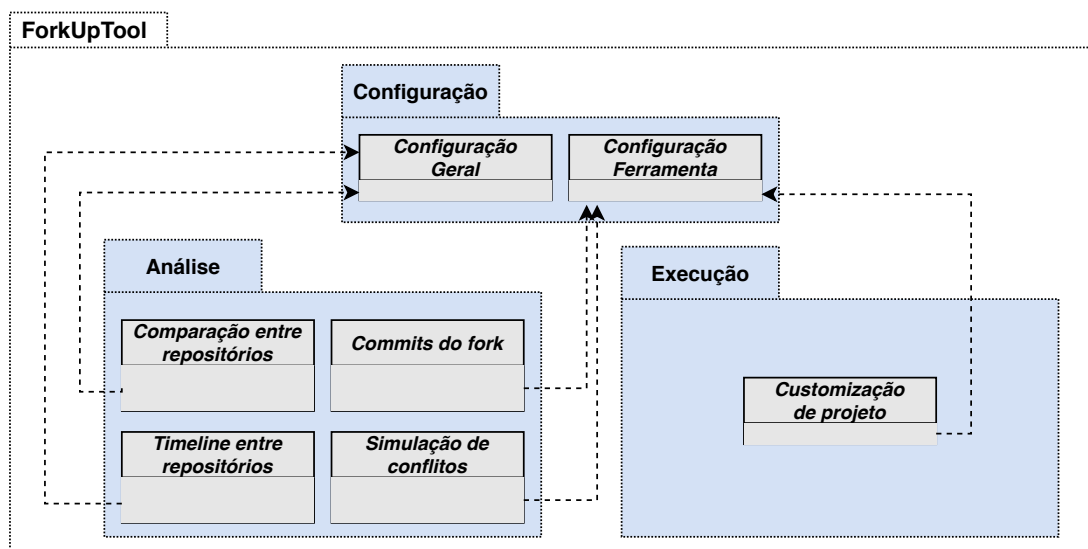 ForkUpTool
Configuração
Configuração
Geral
Configuração
Ferramenta
Análise
Comparação entre
repositórios
Commits do fork
Timeline entre
repositórios
Simulação de
conflitos
Execução
Customização
de projeto